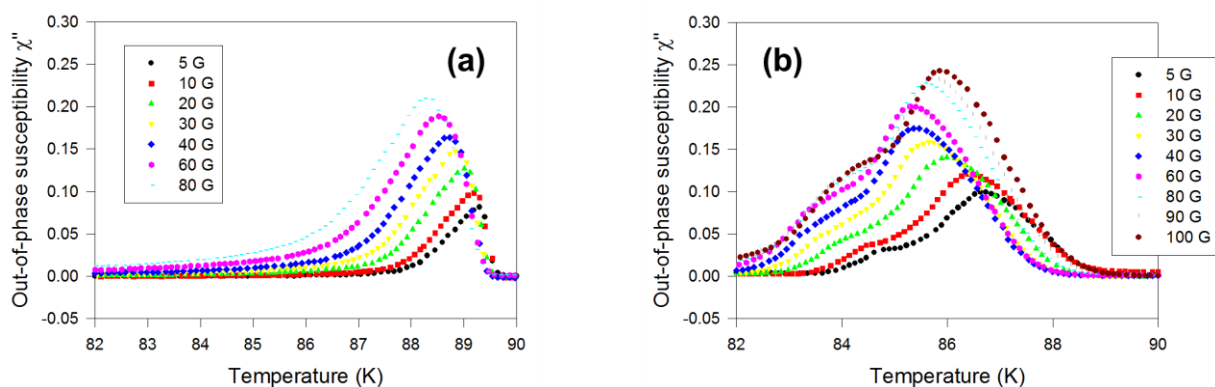 0.30
0.25
0.20
0.15
0.10
0.05
0.00
-0.05
Out-of-phase susceptibility χ"
5 G
10 G
20 G
30 G
40 G
60 G
80 G
(a)
82 83 84 85 86 87 88 89 90
Temperature (K)
0.30
0.25
0.20
0.15
0.10
0.05
0.00
-0.05
Out-of-phase susceptibility χ"
(b)
5 G
10 G
20 G
30 G
40 G
60 G
80 G
90 G
100 G
82 84 86 88 90
Temperature (K)